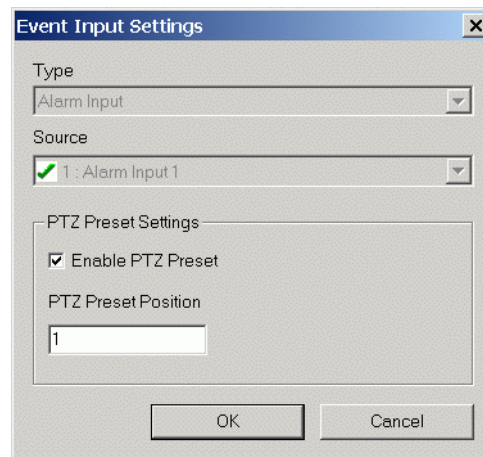 Event Input Settings
Type
Alarm Input
Source
1 : Alarm Input 1
PTZ Preset Settings
Enable PTZ Preset
PTZ Preset Position
1
OK Cancel